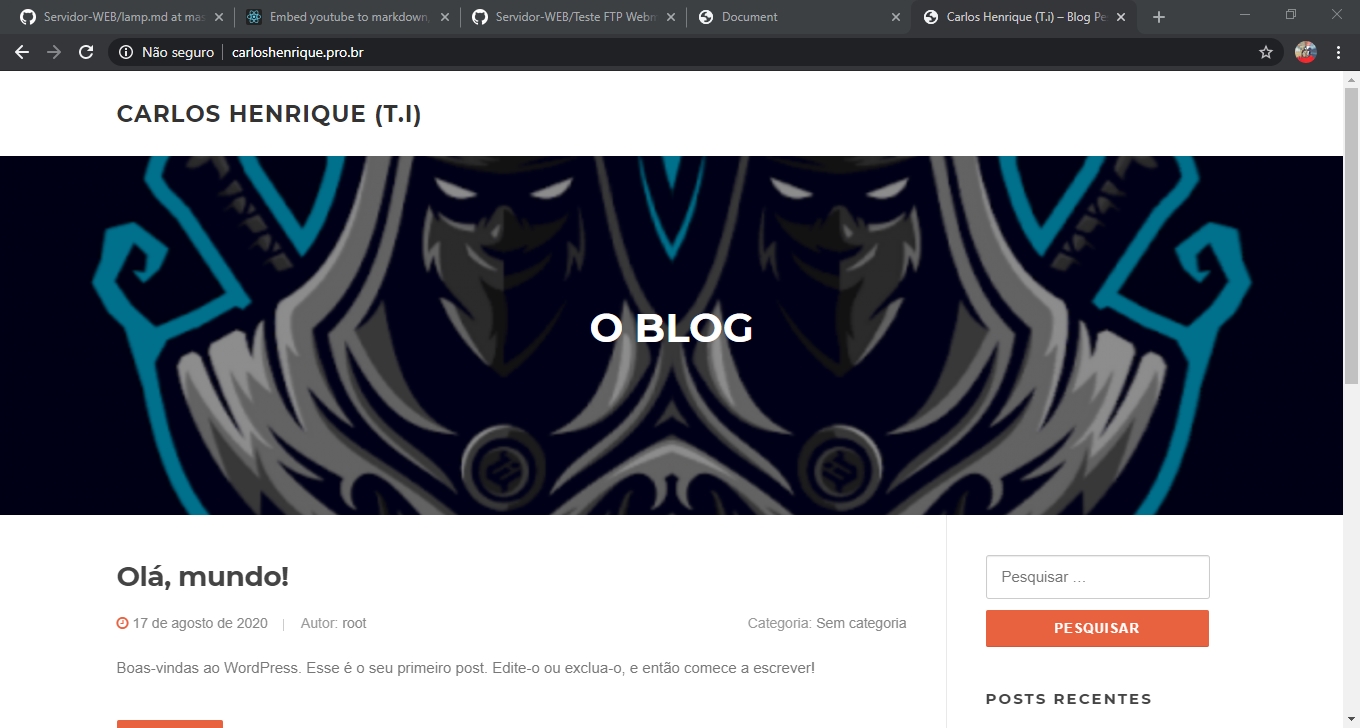 Servidor-WEB/lamp.md at mas
Embed youtube to markdown,
Servidor-WEB/Teste FTP Webm
Document
Carlos Henrique (T.i) – Blog Pe
Não seguro
carloshenrique.pro.br
CARLOS HENRIQUE (T.I)
O BLOG
Olá, mundo!
17 de agosto de 2020
Autor: root
Categoria: Sem categoria
Boas-vindas ao WordPress. Esse é o seu primeiro post. Edite-o ou exclua-o, e então comece a escrever!
Pesquisar …
PESQUISAR
POSTS RECENTES